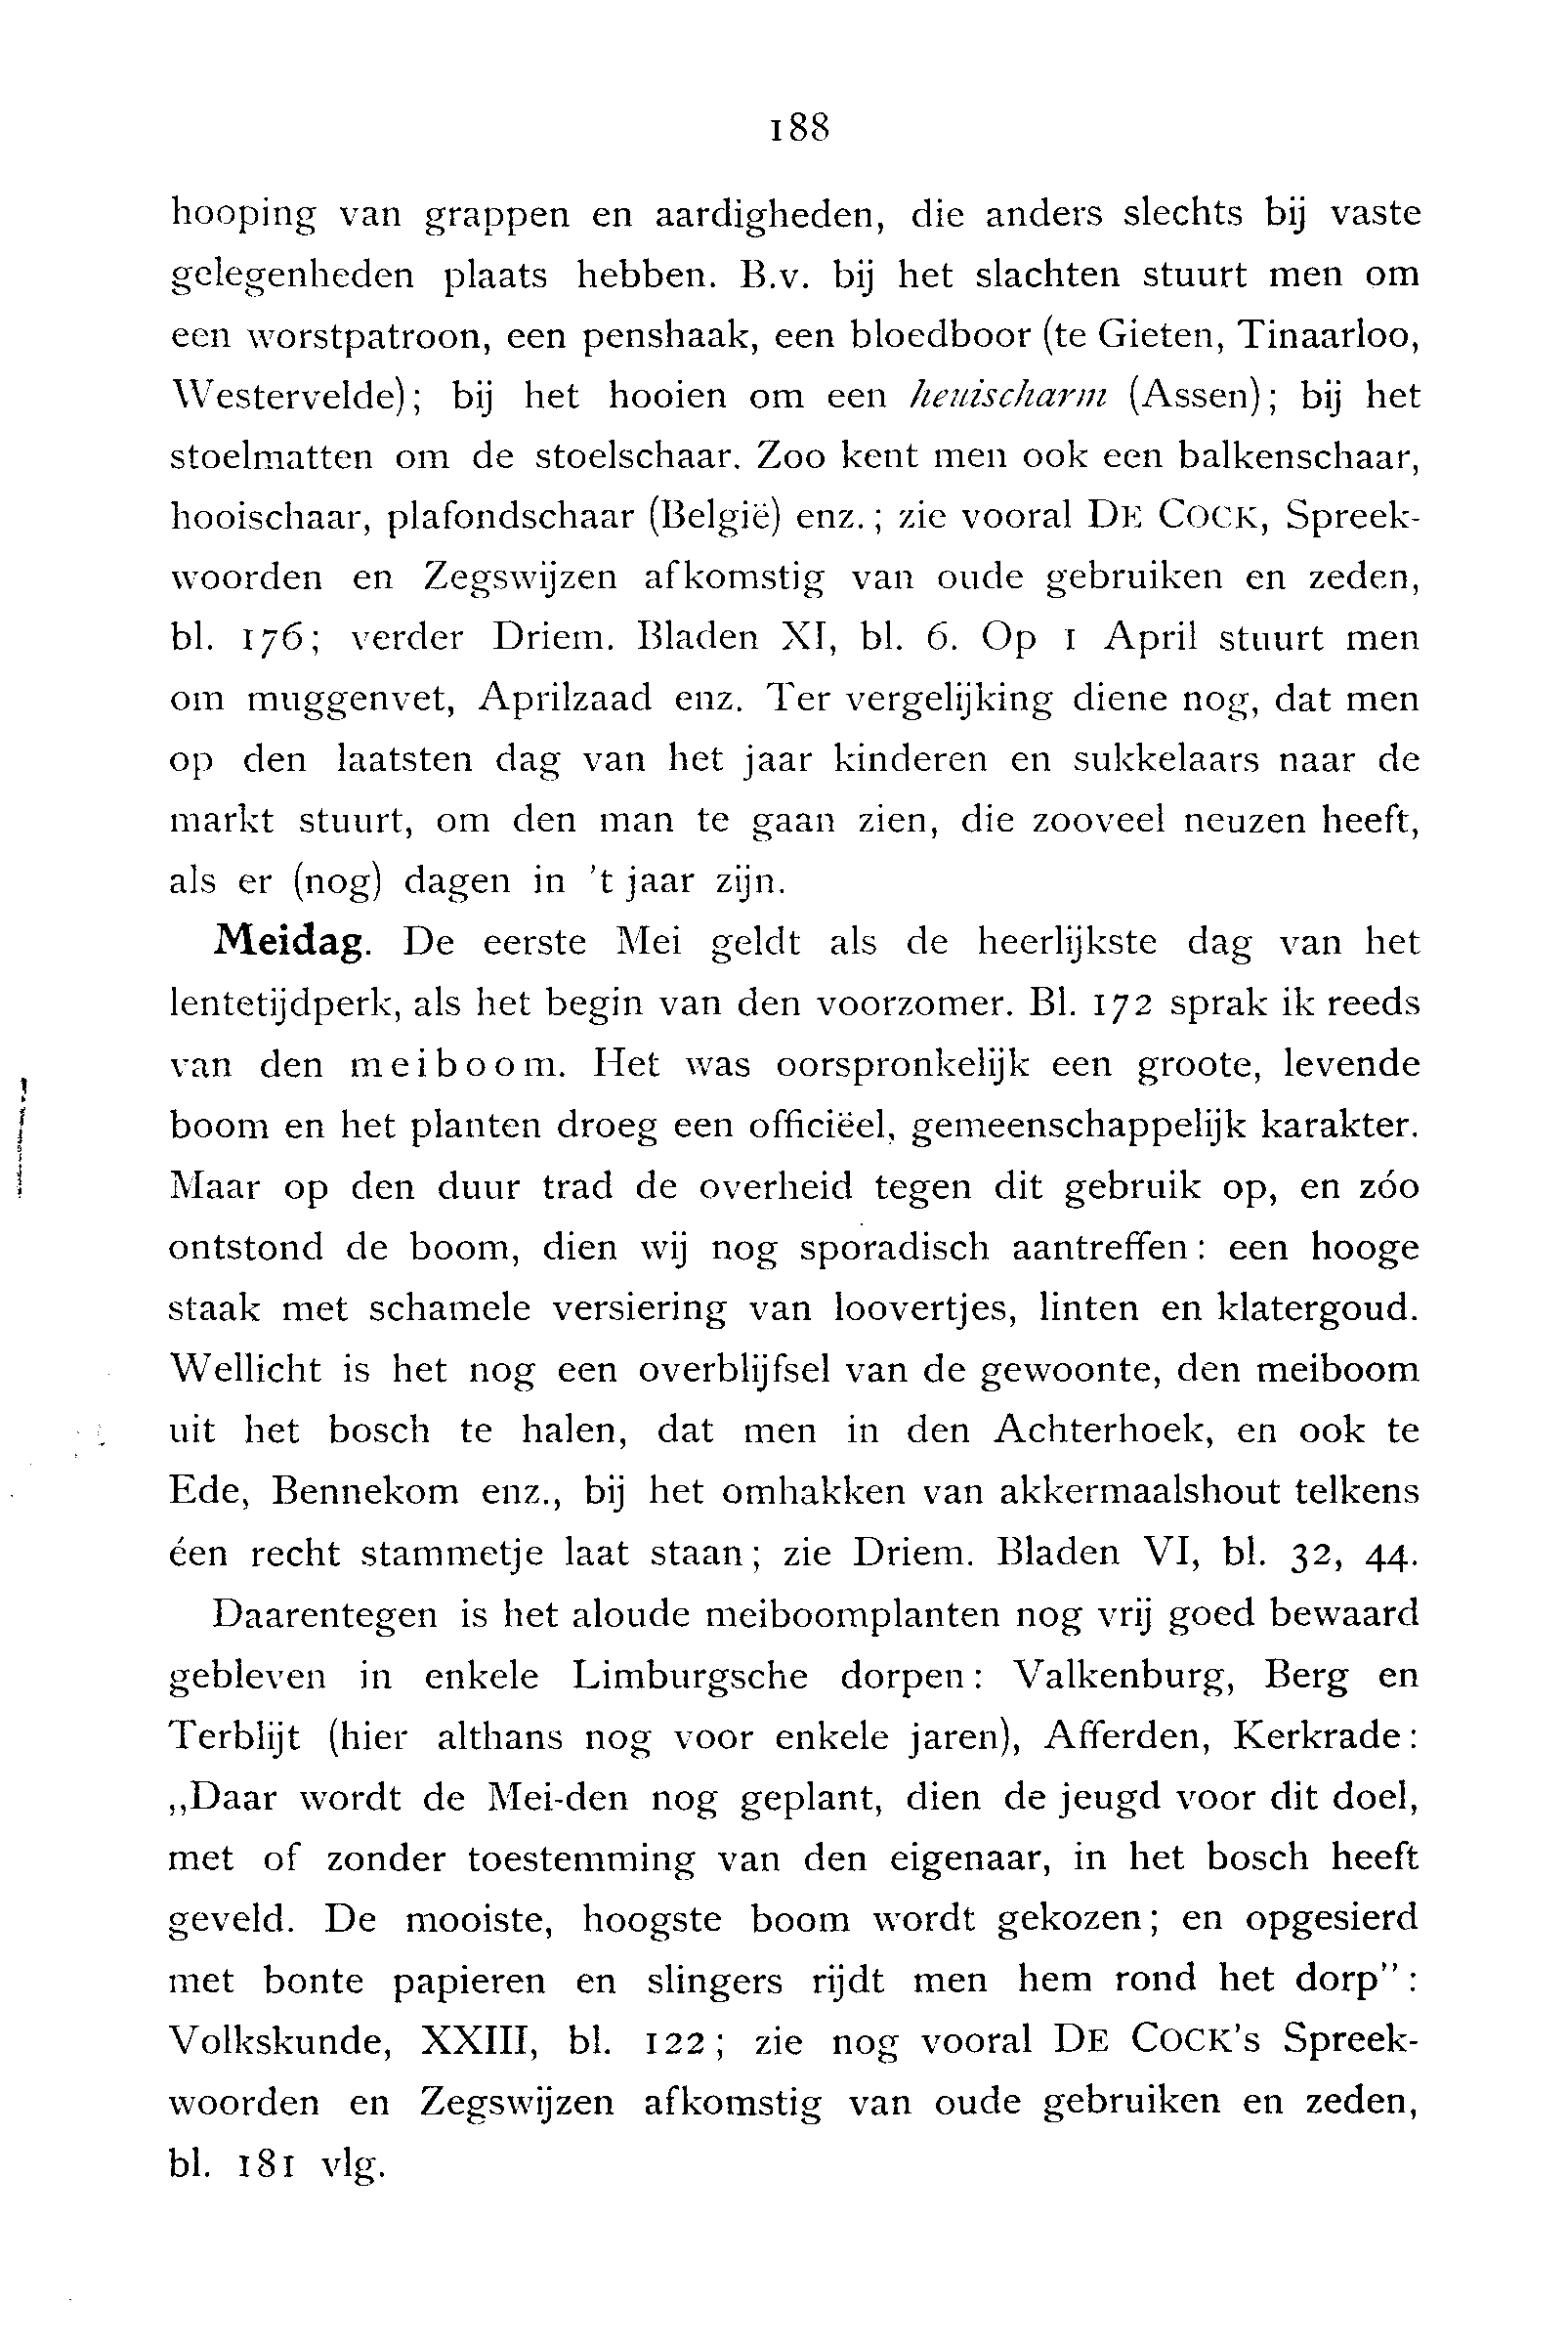 188
hooping van grappen en aardigheden, die anders slechts bij vaste
gelegenheden plaats hebben. B.v. bij het slachten stuurt men om
een worstpatroon, een penshaak, een bloedboor (te Gieten, Tinaarloo,
Westervelde); bij het hooien om een heuischarm (Assen); bij het
stoelmatten om de stoelschaar. Zoo kent men ook een balkenschaar,
hooischaar, plafondschaar (België) enz.; zie vooral DE COCK, Spreek-
woorden en Zegswijzen afkomstig van oude gebruiken en zeden,
bl. 176; verder Driem. Bladen XI, bl. 6. Op 1 April stuurt men
om muggenvet, Aprilzaad enz. Ter vergelijking diene nog, dat men
op den laatsten dag van het jaar kinderen en sukkelaars naar de
markt stuurt, om den man te gaan zien, die zooveel neuzen heeft,
als er (nog) dagen in 't jaar zijn.
Meidag. De eerste Mei geldt als de heerlijkste dag van het
lentetijdperk, als het begin van den voorzomer. Bl. 172 sprak ik reeds
van den meiboom. Het was oorspronkelijk een groote, levende
boom en het planten droeg een officiëel, gemeenschappelijk karakter.
Maar op den duur trad de overheid tegen dit gebruik op, en zóo
ontstond de boom, dien wij nog sporadisch aantreffen: een hooge
staak met schamele versiering van loovertjes, linten en klatergoud.
Wellicht is het nog een overblijfsel van de gewoonte, den meiboom
uit het bosch te halen, dat men in den Achterhoek, en ook te
Ede, Bennekom enz., bij het omhakken van akkermaalshout telkens
éen recht stammetje laat staan; zie Driem. Bladen VI, bl. 32, 44.
Daarentegen is het aloude meiboomplanten nog vrij goed bewaard
gebleven in enkele Limburgsche dorpen: Valkenburg, Berg en
Terblijt (hier althans nog voor enkele jaren), Afferden, Kerkrade:
„Daar wordt de Mei-den nog geplant, dien de jeugd voor dit doel,
met of zonder toestemming van den eigenaar, in het bosch heeft
geveld. De mooiste, hoogste boom wordt gekozen; en opgesierd
met bonte papieren en slingers rijdt men hem rond het dorp":
Volkskunde, XXIII, bl. 122; zie nog vooral DE COCK's Spreek-
woorden en Zegswijzen afkomstig van oude gebruiken en zeden,
bl. 181 vlg.